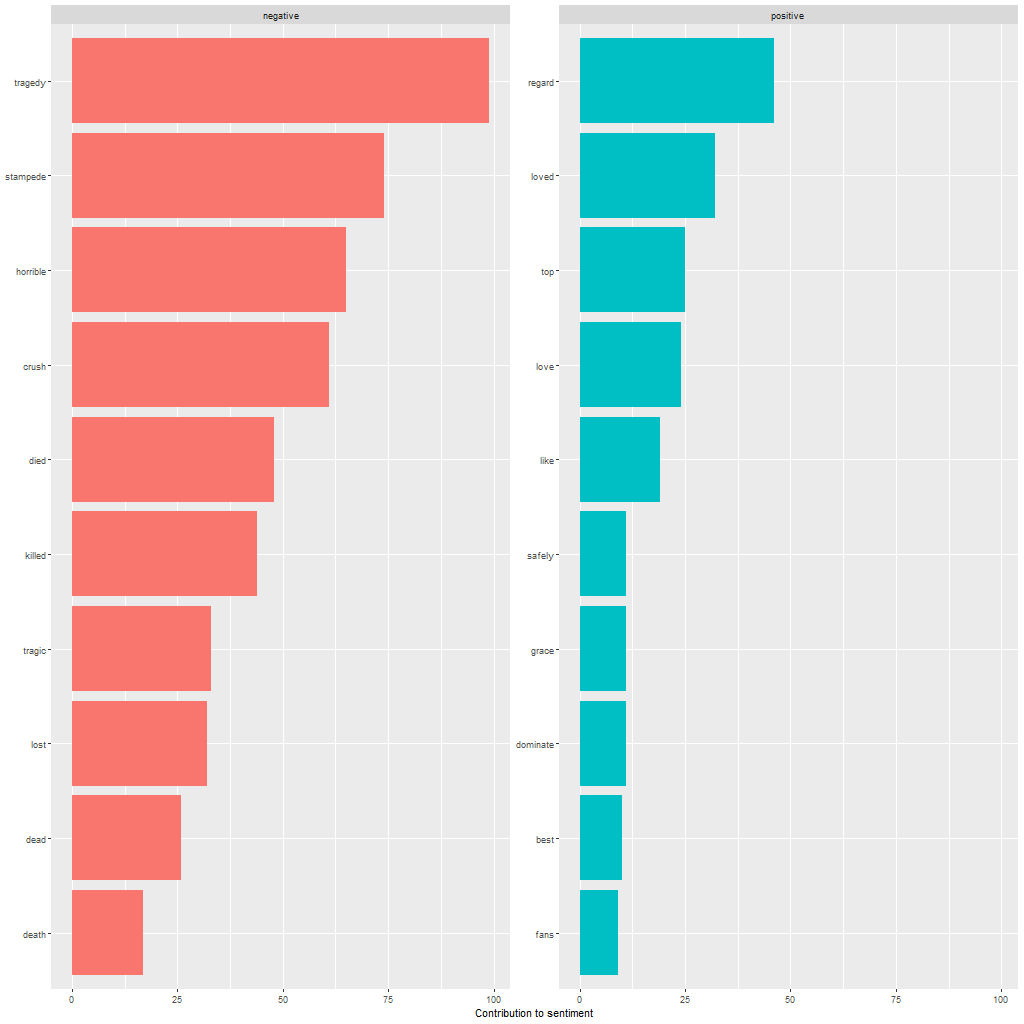 negative
tragedy
stampede
horrible
crush
died
killed
tragic
lost
dead
death
0 25 50 75 100
positive
regard
loved
top
love
like
safely
grace
dominate
best
fans
0 25 50 75 100
Contribution to sentiment